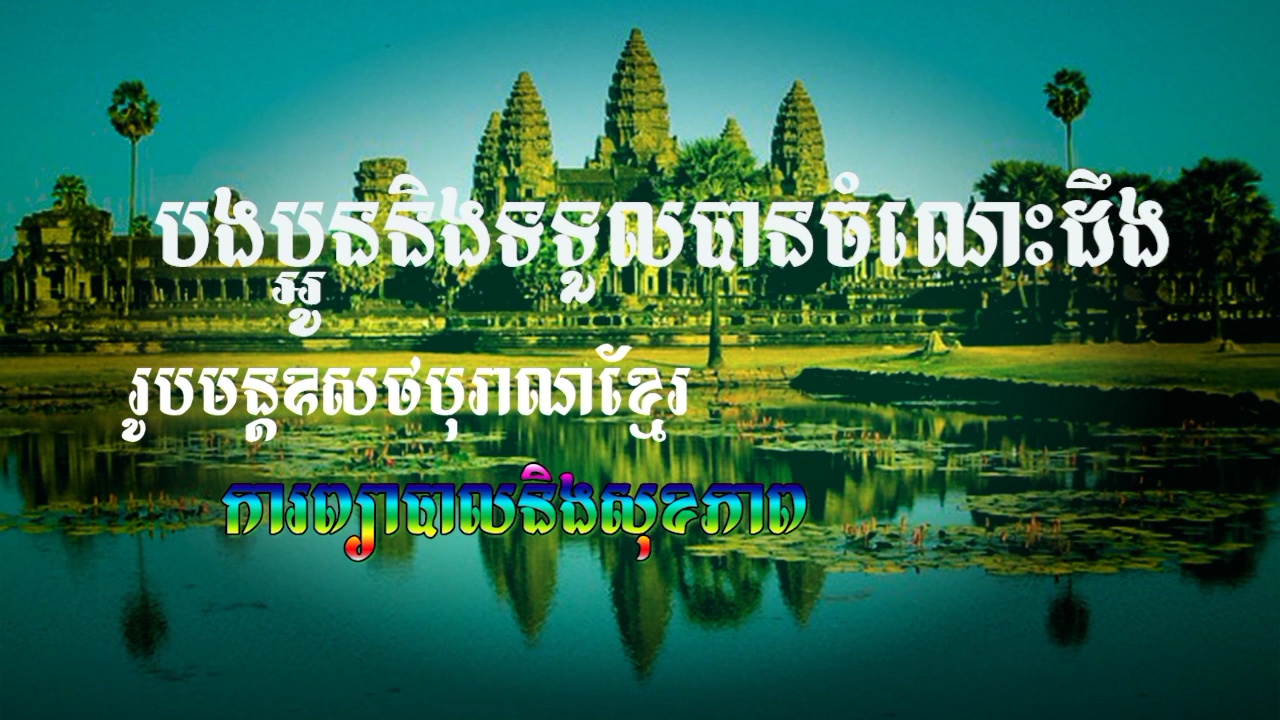 បងប្អូននិងទទួលបានចំណេះដឹង
រូបមន្តឱសថបុរាណខ្មែរ
ការព្យាបាលនិងសុខភាព